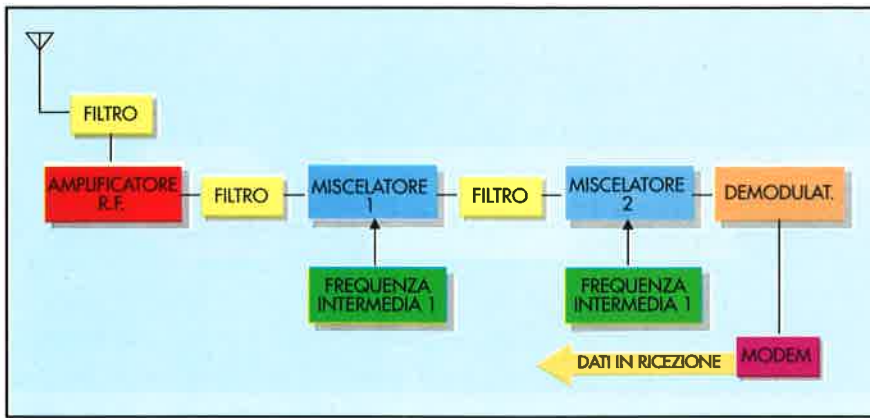 FILTRO
AMPLIFICATORE
R.F.
FILTRO
MISCELATORE
1
FILTRO
MISCELATORE
2
DEMODULAT.
FREQUENZA
INTERMEDIA 1
FREQUENZA
INTERMEDIA 1
DATI IN RICEZIONE
MODEM